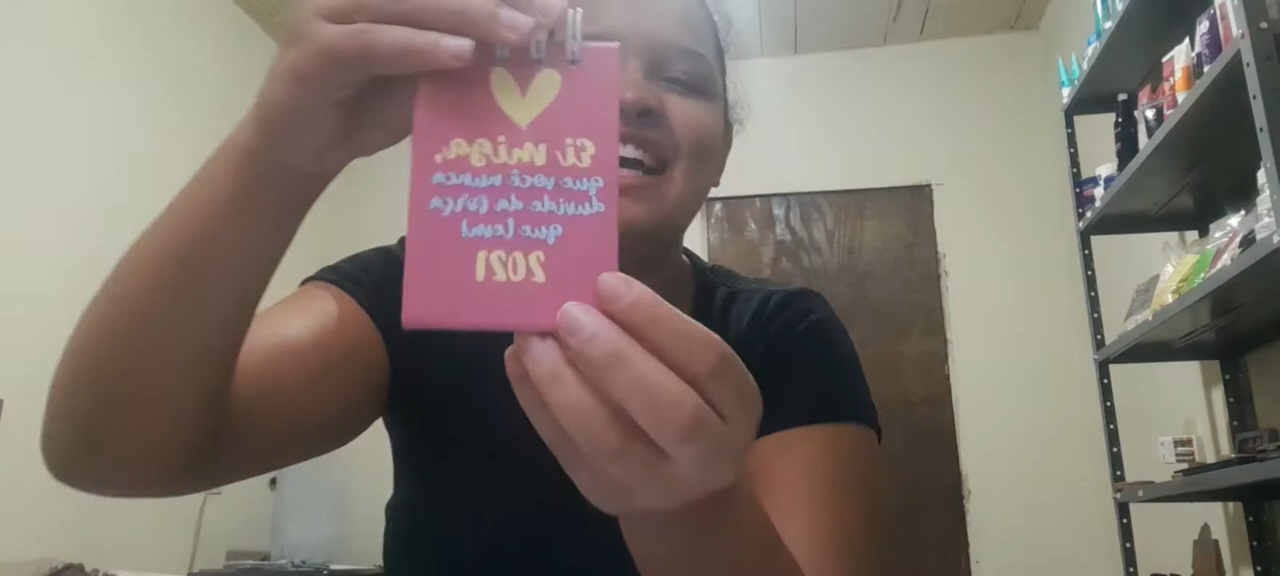 Ei miga,
que você nunca
duvide da força
que tem!
2021